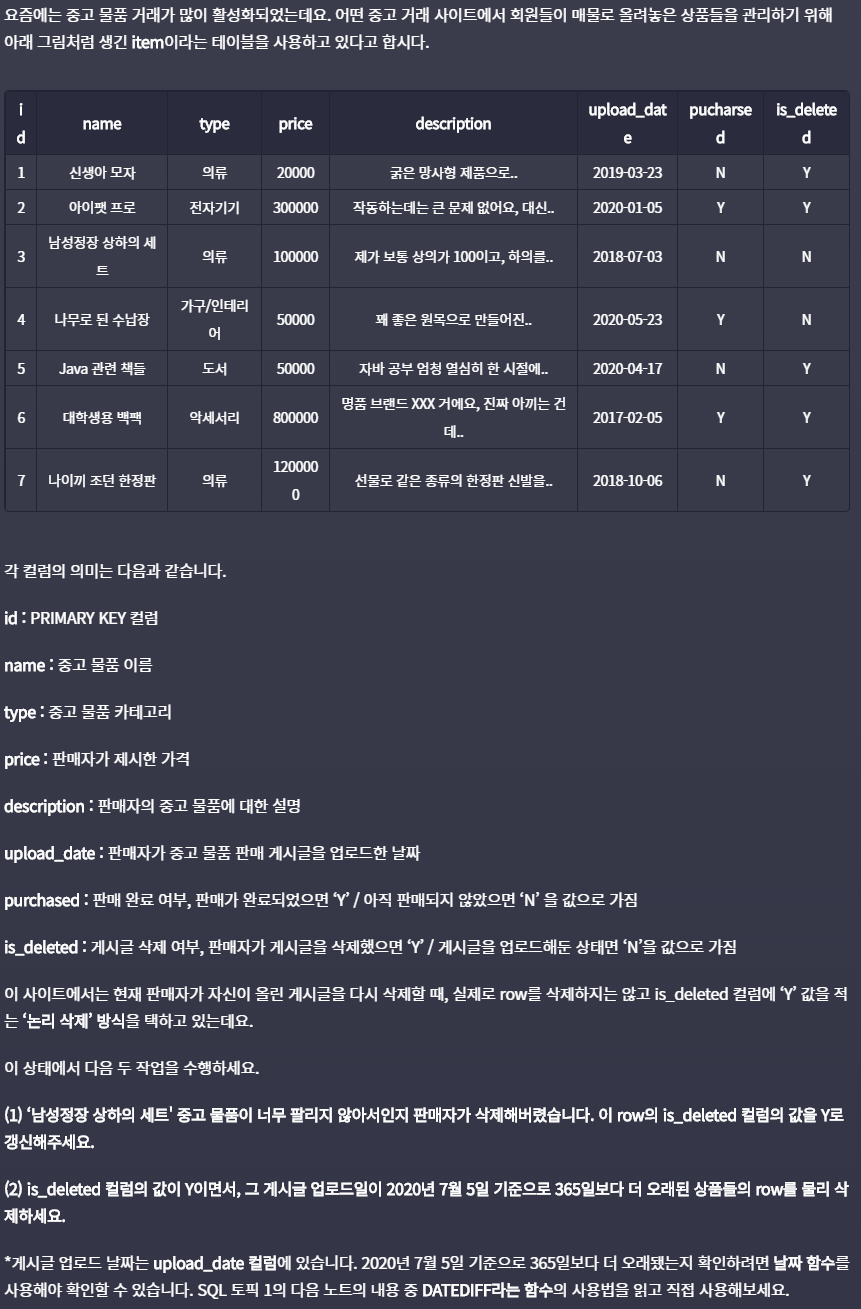 요즘에는 중고 물품 거래가 많이 활성화되었는데요. 어떤 중고 거래 사이트에서 회원들이 매물로 올려놓은 상품들을 관리하기 위해
아래 그림처럼 생긴 item이라는 테이블을 사용하고 있다고 합시다.
i
d
name
type
price
description
upload_dat
e
pucharse
d
is_delete
d
1 신생아 모자 의류 20000 굵은 망사형 제품으로.. 2019-03-23 N Y
2 아이팻 프로 전자기기 300000 작동하는데는 큰 문제 없어요, 대신.. 2020-01-05 Y Y
3 남성정장 상하의 세
트 의류 100000 제가 보통 상의가 100이고, 하의를.. 2018-07-03 N N
4 나무로 된 수납장 가구/인테리
어 50000 꽤 좋은 원목으로 만들어진.. 2020-05-23 Y N
5 Java 관련 책들 도서 50000 자바 공부 엄청 열심히 한 시절에.. 2020-04-17 N Y
6 대학생용 백팩 악세서리 800000 명품 브랜드 XXX 거에요, 진짜 아끼는 건
데.. 2017-02-05 Y Y
7 나이끼 조던 한정판 의류 120000
0 선물로 같은 종류의 한정판 신발을.. 2018-10-06 N Y
각 컬럼의 의미는 다음과 같습니다.
id : PRIMARY KEY 컬럼
name : 중고 물품 이름
type : 중고 물품 카테고리
price : 판매자가 제시한 가격
description : 판매자의 중고 물품에 대한 설명
upload_date : 판매자가 중고 물품 판매 게시글을 업로드한 날짜
purchased : 판매 완료 여부, 판매가 완료되었으면 ‘Y’ / 아직 판매되지 않았으면 ‘N’ 을 값으로 가짐
is_deleted : 게시글 삭제 여부, 판매자가 게시글을 삭제했으면 ‘Y’ / 게시글을 업로드해둔 상태면 ‘N’을 값으로 가짐
이 사이트에서는 현재 판매자가 자신이 올린 게시글을 다시 삭제할 때, 실제로 row를 삭제하지는 않고 is_deleted 컬럼에 ‘Y’ 값을 적
는 ‘논리 삭제’ 방식을 택하고 있는데요.
이 상태에서 다음 두 작업을 수행하세요.
(1) ‘남성정장 상하의 세트' 중고 물품이 너무 팔리지 않아서인지 판매자가 삭제해버렸습니다. 이 row의 is_deleted 컬럼의 값을 Y로
갱신해주세요.
(2) is_deleted 컬럼의 값이 Y이면서, 그 게시글 업로드일이 2020년 7월 5일 기준으로 365일보다 더 오래된 상품들의 row를 물리 삭
제하세요.
*게시글 업로드 날짜는 upload_date 컬럼에 있습니다. 2020년 7월 5일 기준으로 365일보다 더 오래됐는지 확인하려면 날짜 함수를
사용해야 확인할 수 있습니다. SQL 토픽 1의 다음 노트의 내용 중 DATEDIFF라는 함수의 사용법을 읽고 직접 사용해보세요.